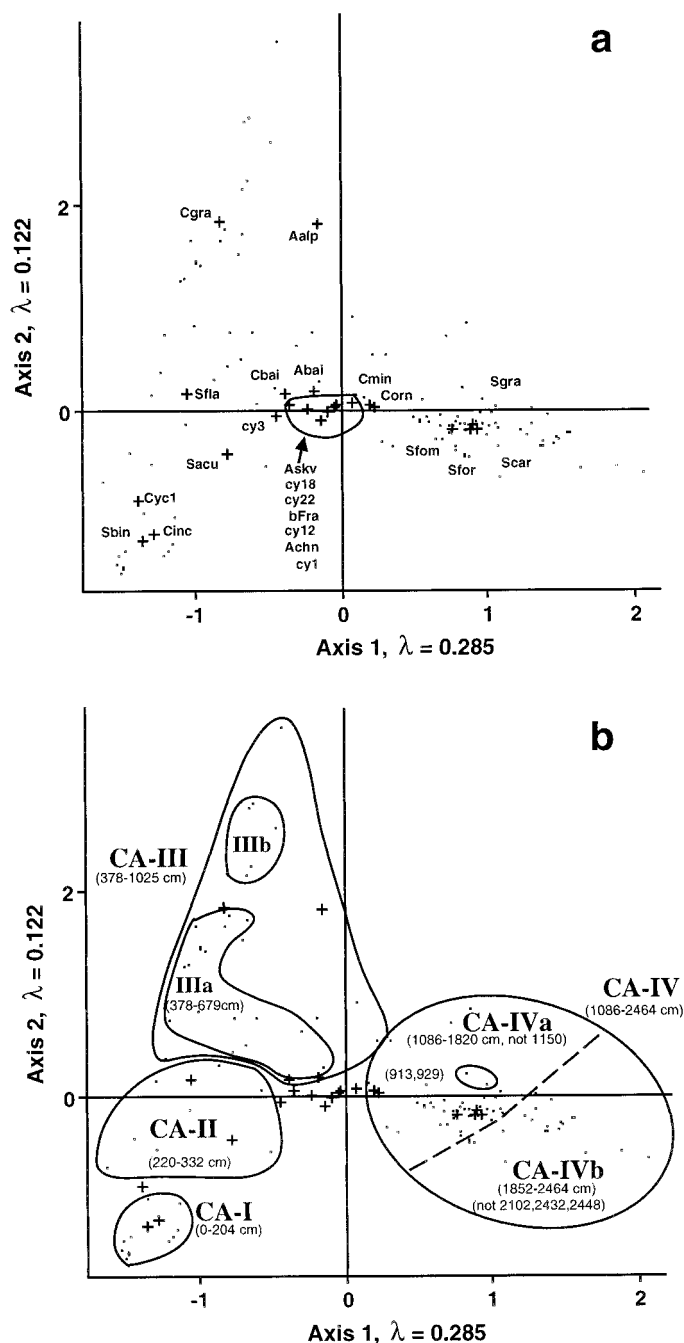 a
Axis 2, λ = 0.122
2
0
Cgra
Aalp
Sfla
Cbai
Abai
Cmin
Corn
Sgra
cy3
Sacu
Sfom
Sfor
Scar
Cyc1
Sbin
Cinc
Askv
cy18
cy22
bFra
cy12
Achn
cy1
-1
0
1
2
Axis 1, λ = 0.285
b
Axis 2, λ = 0.122
2
0
IIIb
CA-III
(378-1025 cm)
IIIa
(378-679cm)
CA-IV
(1086-2464 cm)
CA-IVa
(1086-1820 cm, not 1150)
(913,929)
CA-II
(220-332 cm)
CA-IVb
(1852-2464 cm)
(not 2102,2432,2448)
CA-I
(0-204 cm)
-1
0
1
2
Axis 1, λ = 0.285